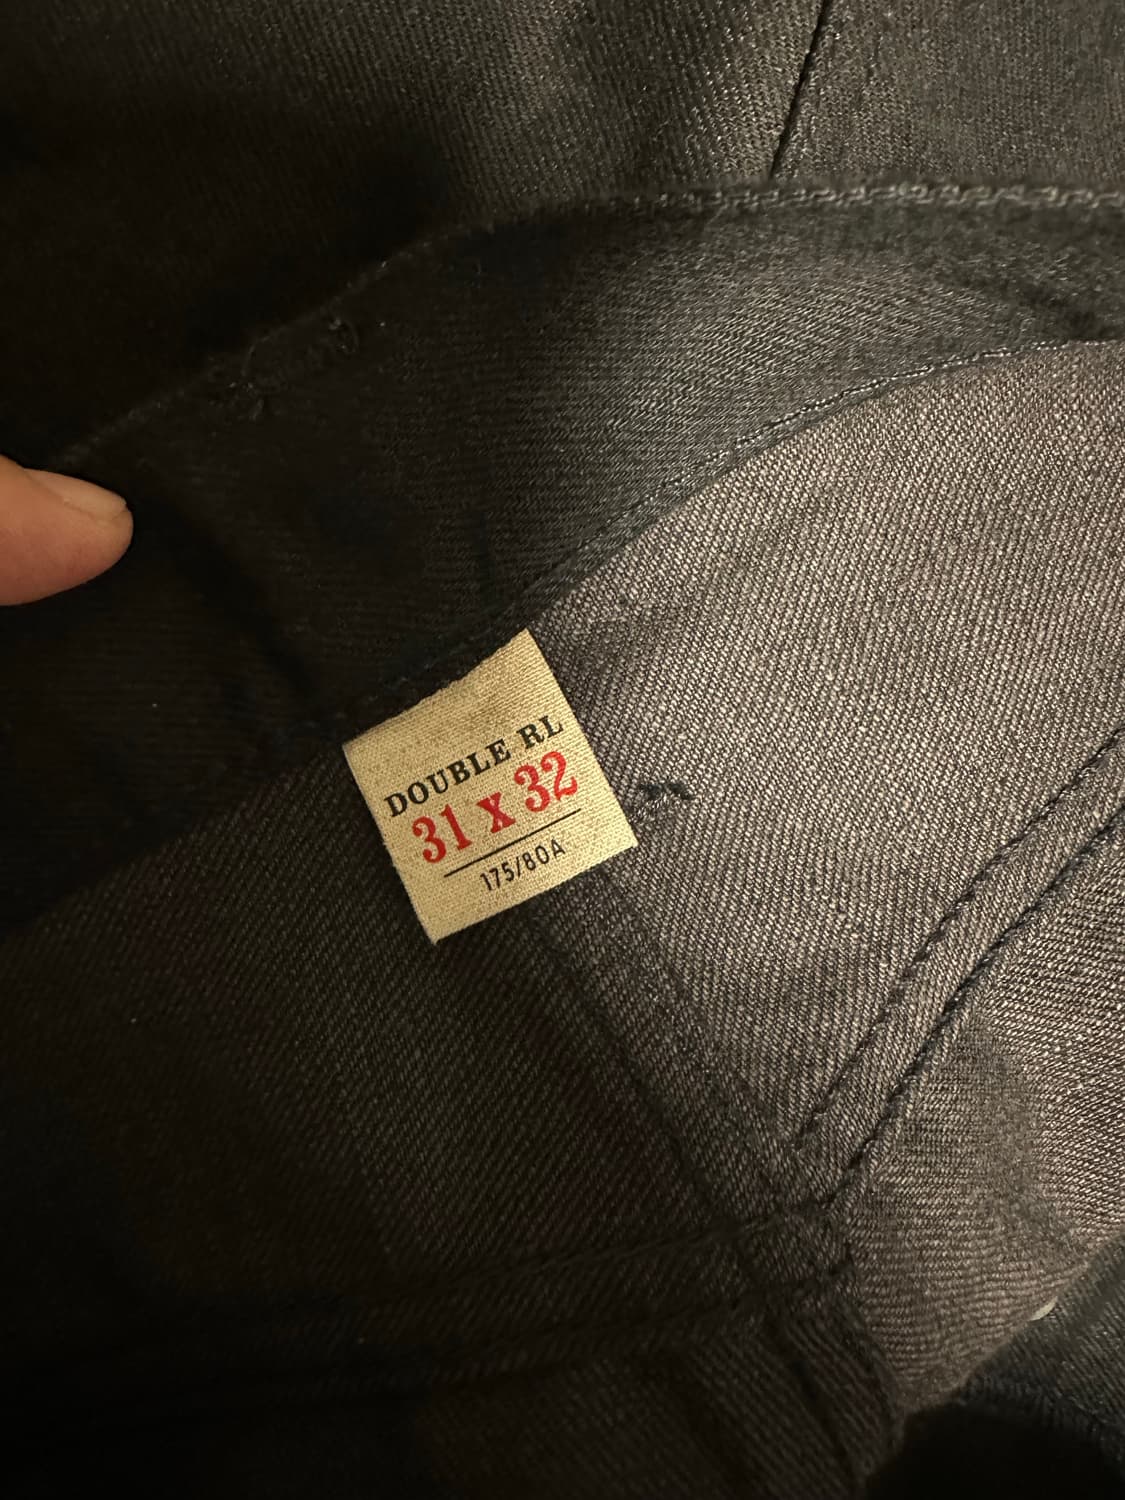 DOUBLE RL
31 x 32
175/80A